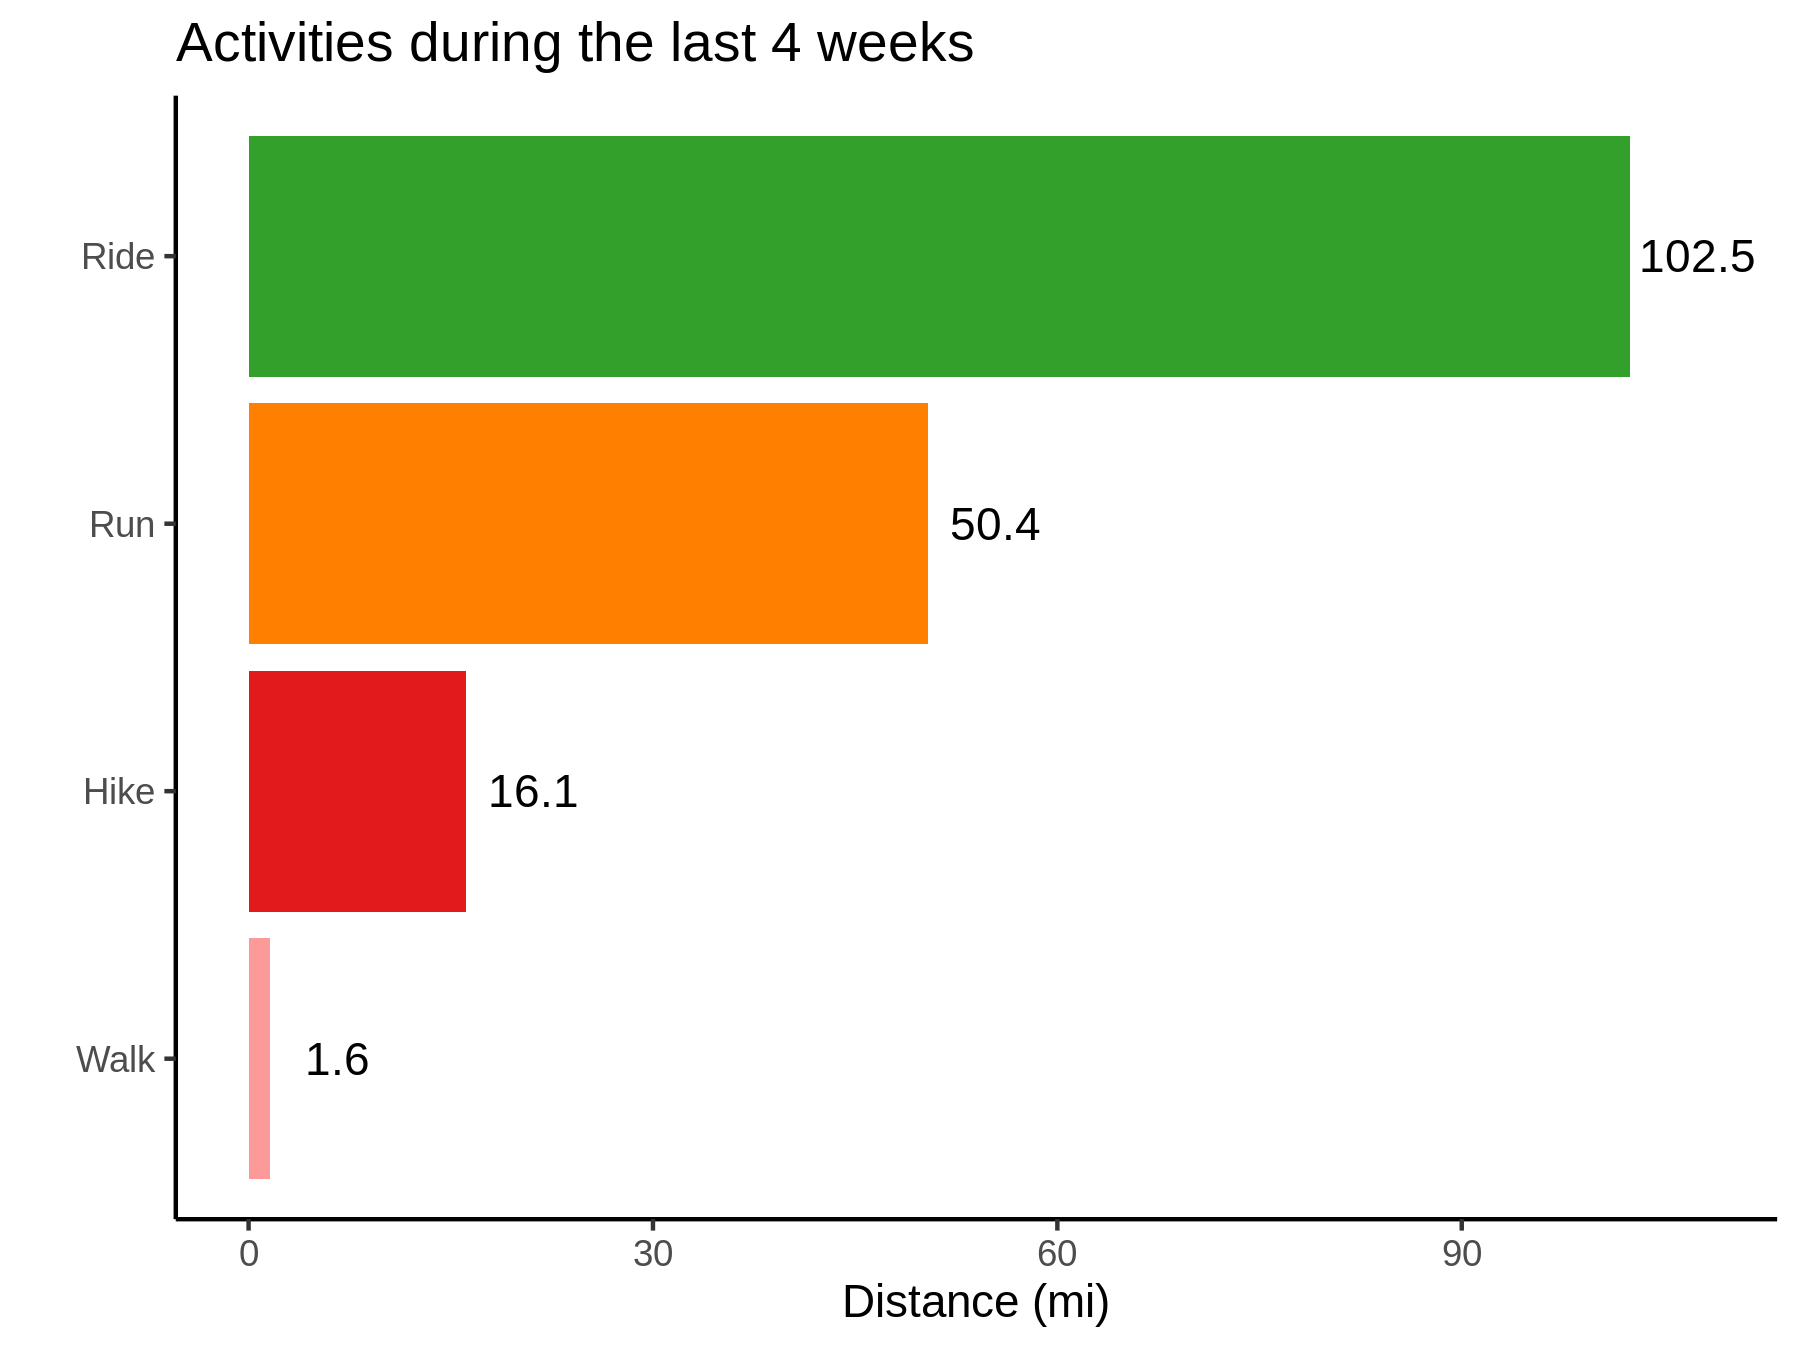 Activities during the last 4 weeks
Ride
102.5
Run
50.4
Hike
16.1
Walk
1.6
0 30 60 90
Distance (mi)